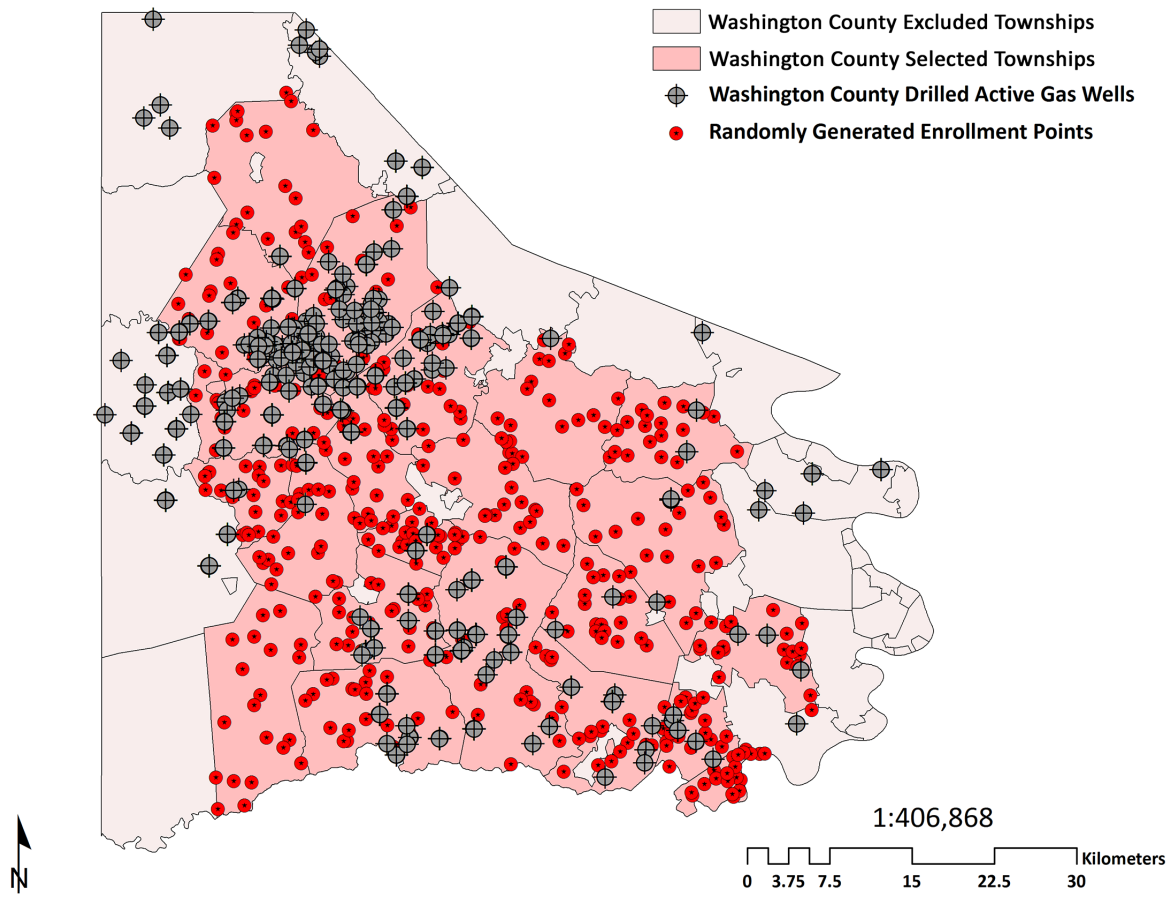 Washington County Excluded Townships
Washington County Selected Townships
Washington County Drilled Active Gas Wells
Randomly Generated Enrollment Points
1:406,868
Kilometers
0 3.75 7.5 15 22.5 30
N